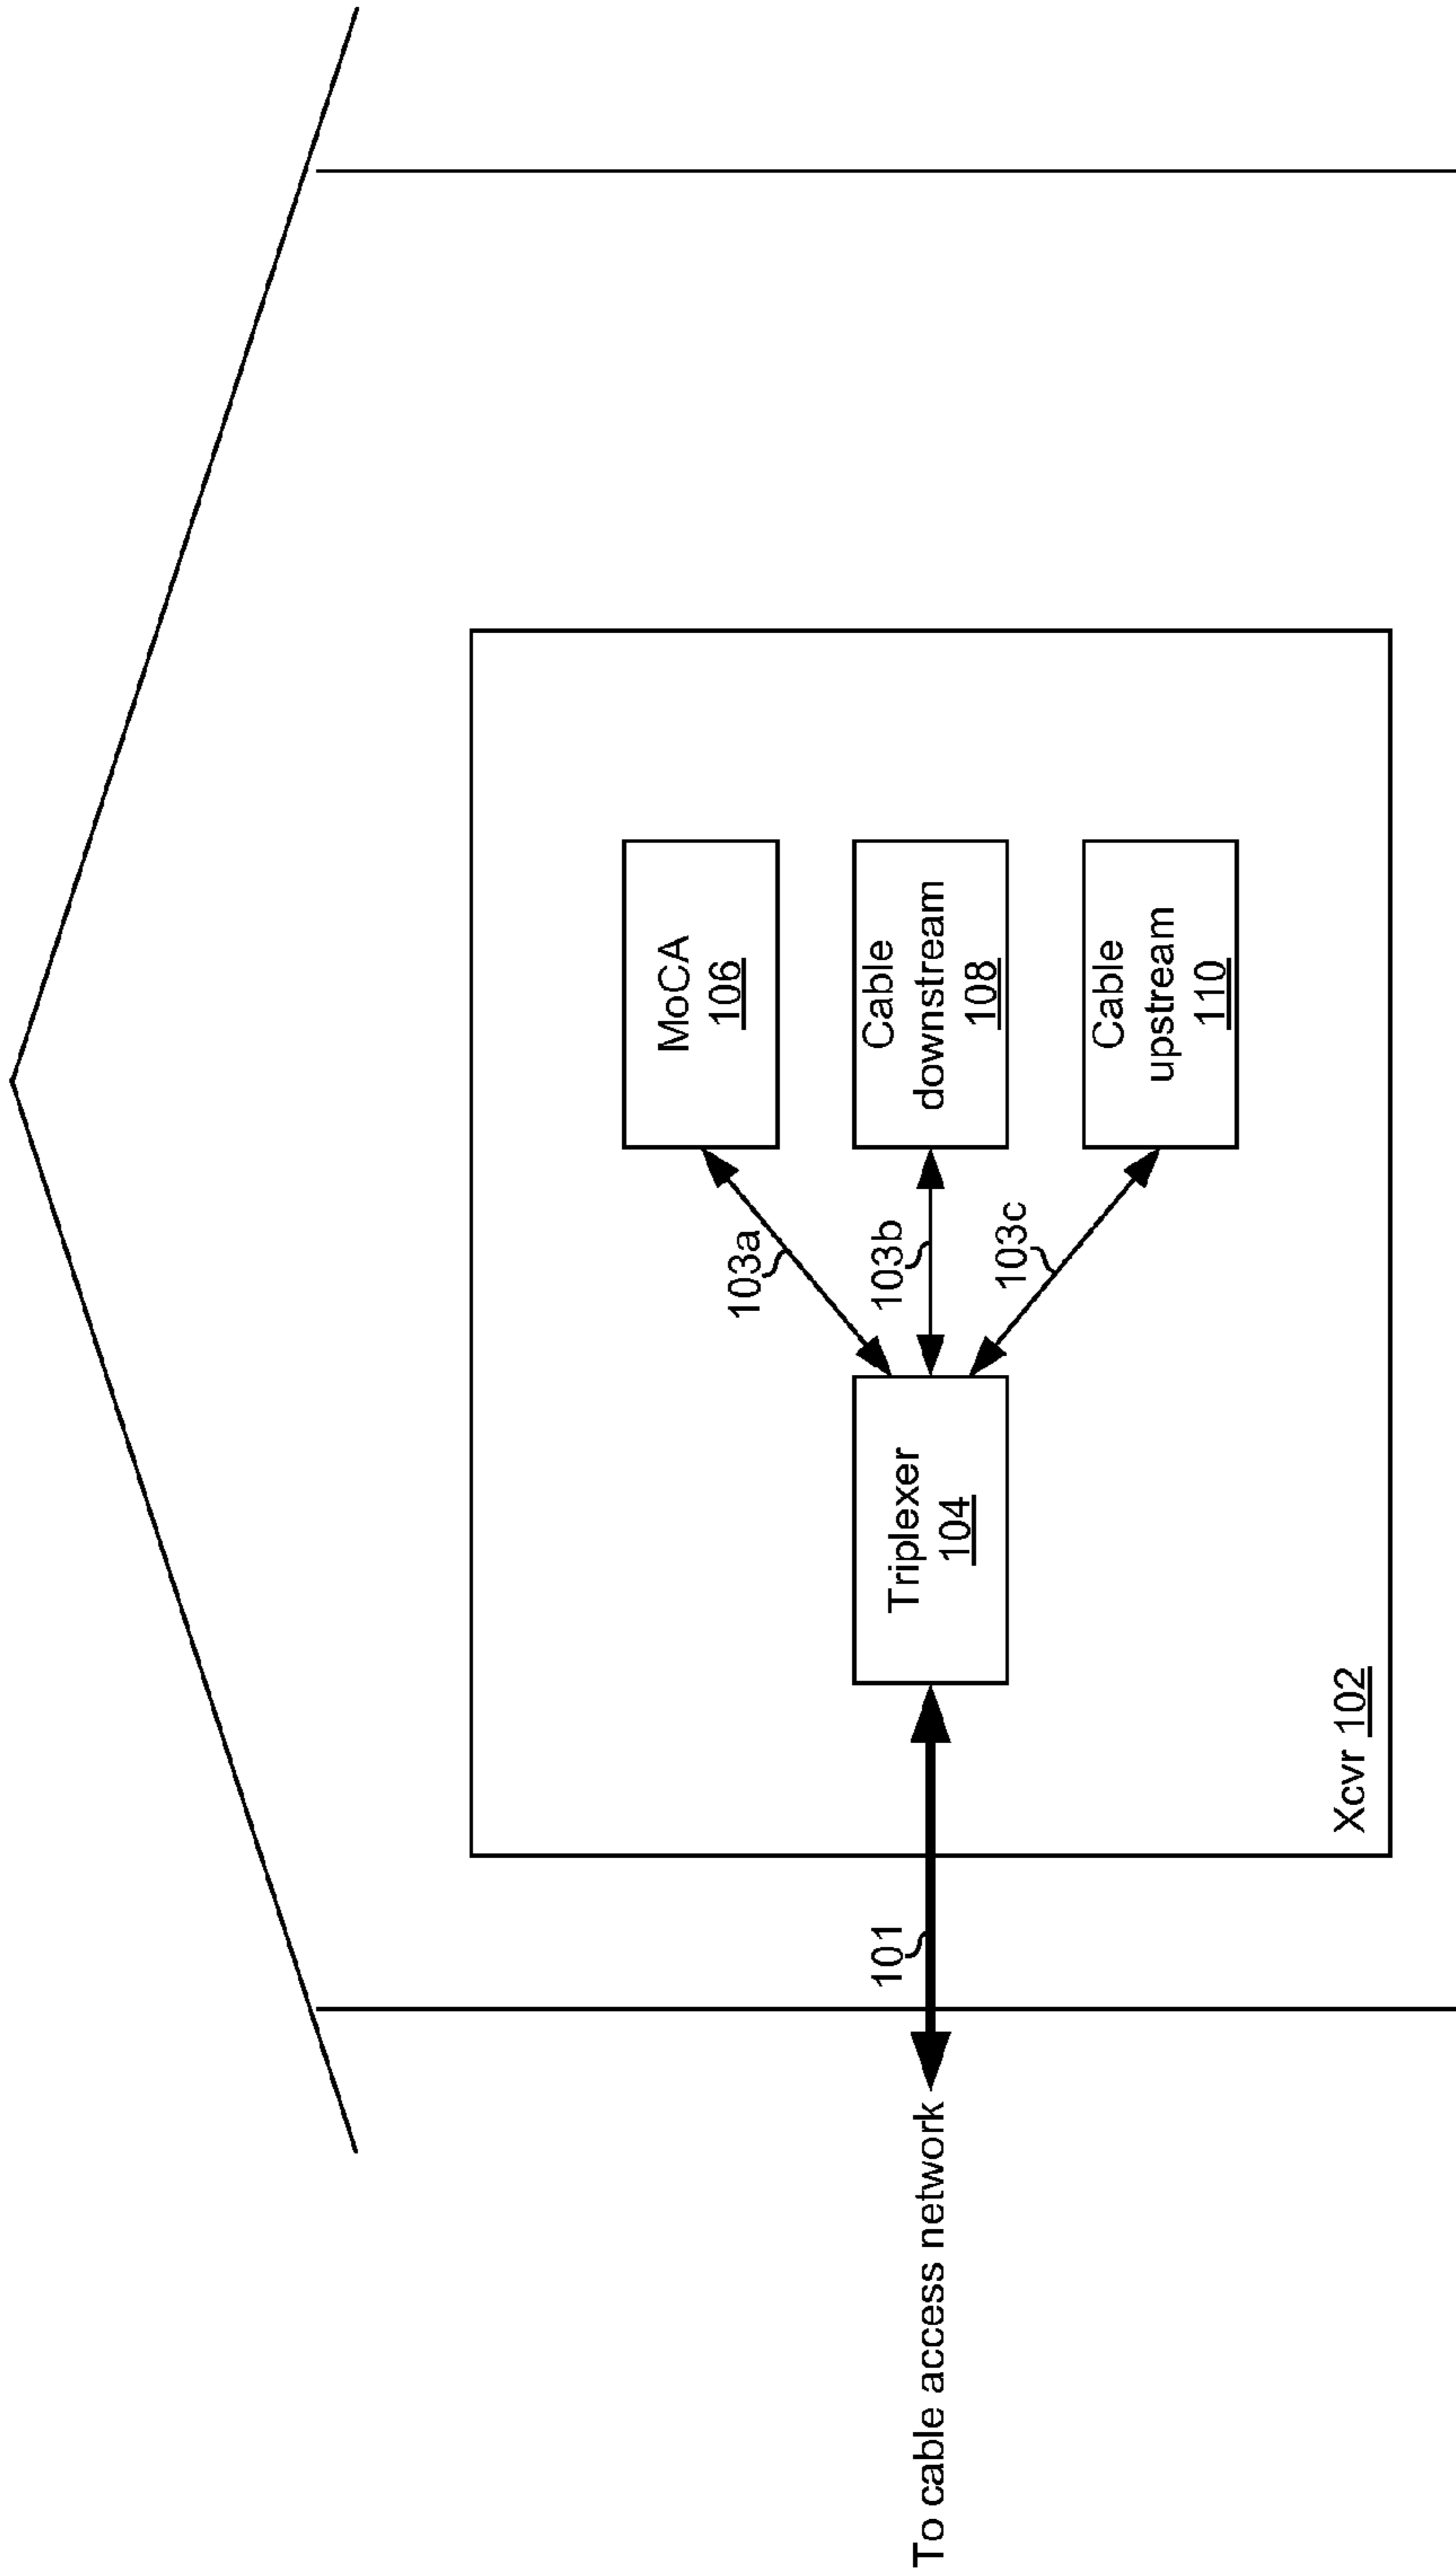 To cable access network
101
Xcvr 102
Triplexer
104
103a
103b
103c
MoCA
106
Cable
downstream
108
Cable
upstream
110